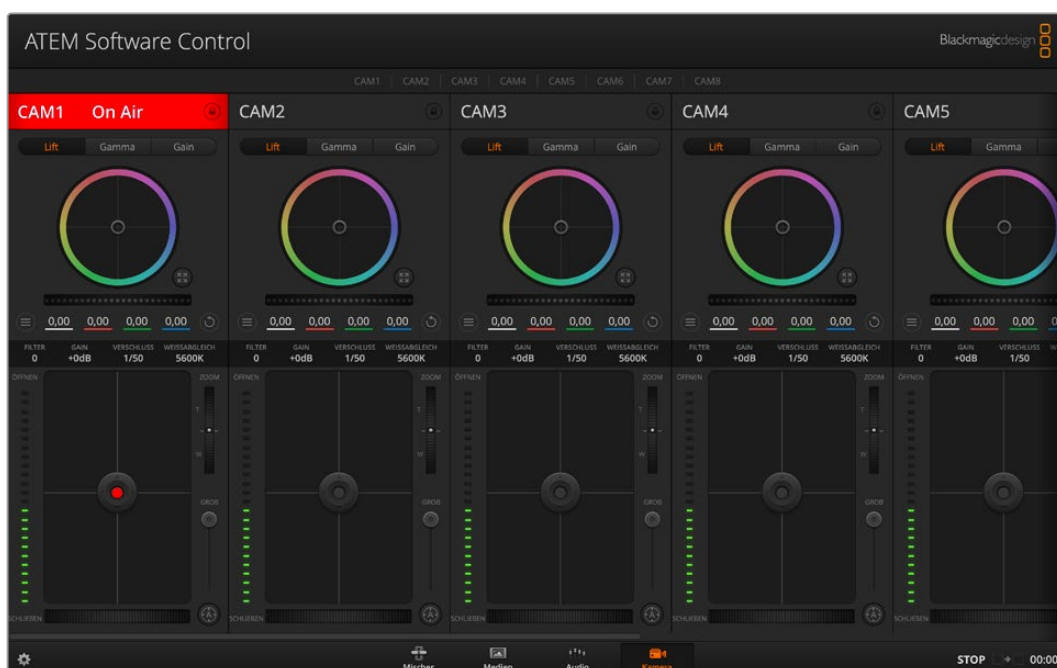 ATEM Software Control
Blackmagicdesign
CAM1 CAM2 CAM3 CAM4 CAM5 CAM6 CAM7 CAM8
CAM1 On Air CAM2 CAM3 CAM4 CAM5
Lift Gamma Gain Lift Gamma Gain Lift Gamma Gain Lift Gamma Gain Lift Gamma
0,00 0,00 0,00 0,00 0,00 0,00 0,00 0,00 0,00 0,00 0,00 0,00 0,00 0,00 0,00 0,00 0,00 0,00 0,00
FILTER GAIN VERSCHLUSS WEISSABGLEICH FILTER GAIN VERSCHLUSS WEISSABGLEICH FILTER GAIN VERSCHLUSS WEISSABGLEICH FILTER GAIN VERSCHLUSS WEISSABGLEICH FILTER GAIN VERSCHLUSS
0 +0dB 1/50 5600K 0 +0dB 1/50 5600K 0 +0dB 1/50 5600K 0 +0dB 1/50 5600K 0 +0dB 1/50
ÖFFNEN ZOOM ÖFFNEN ZOOM ÖFFNEN ZOOM ÖFFNEN ZOOM ÖFFNEN
T T T T
W W W W
GROB GROB GROB GROB
SCHLIEßEN SCHLIEßEN SCHLIEßEN SCHLIEßEN SCHLIEßEN
Mischer Medien Audio Kamera
STOP 00:00